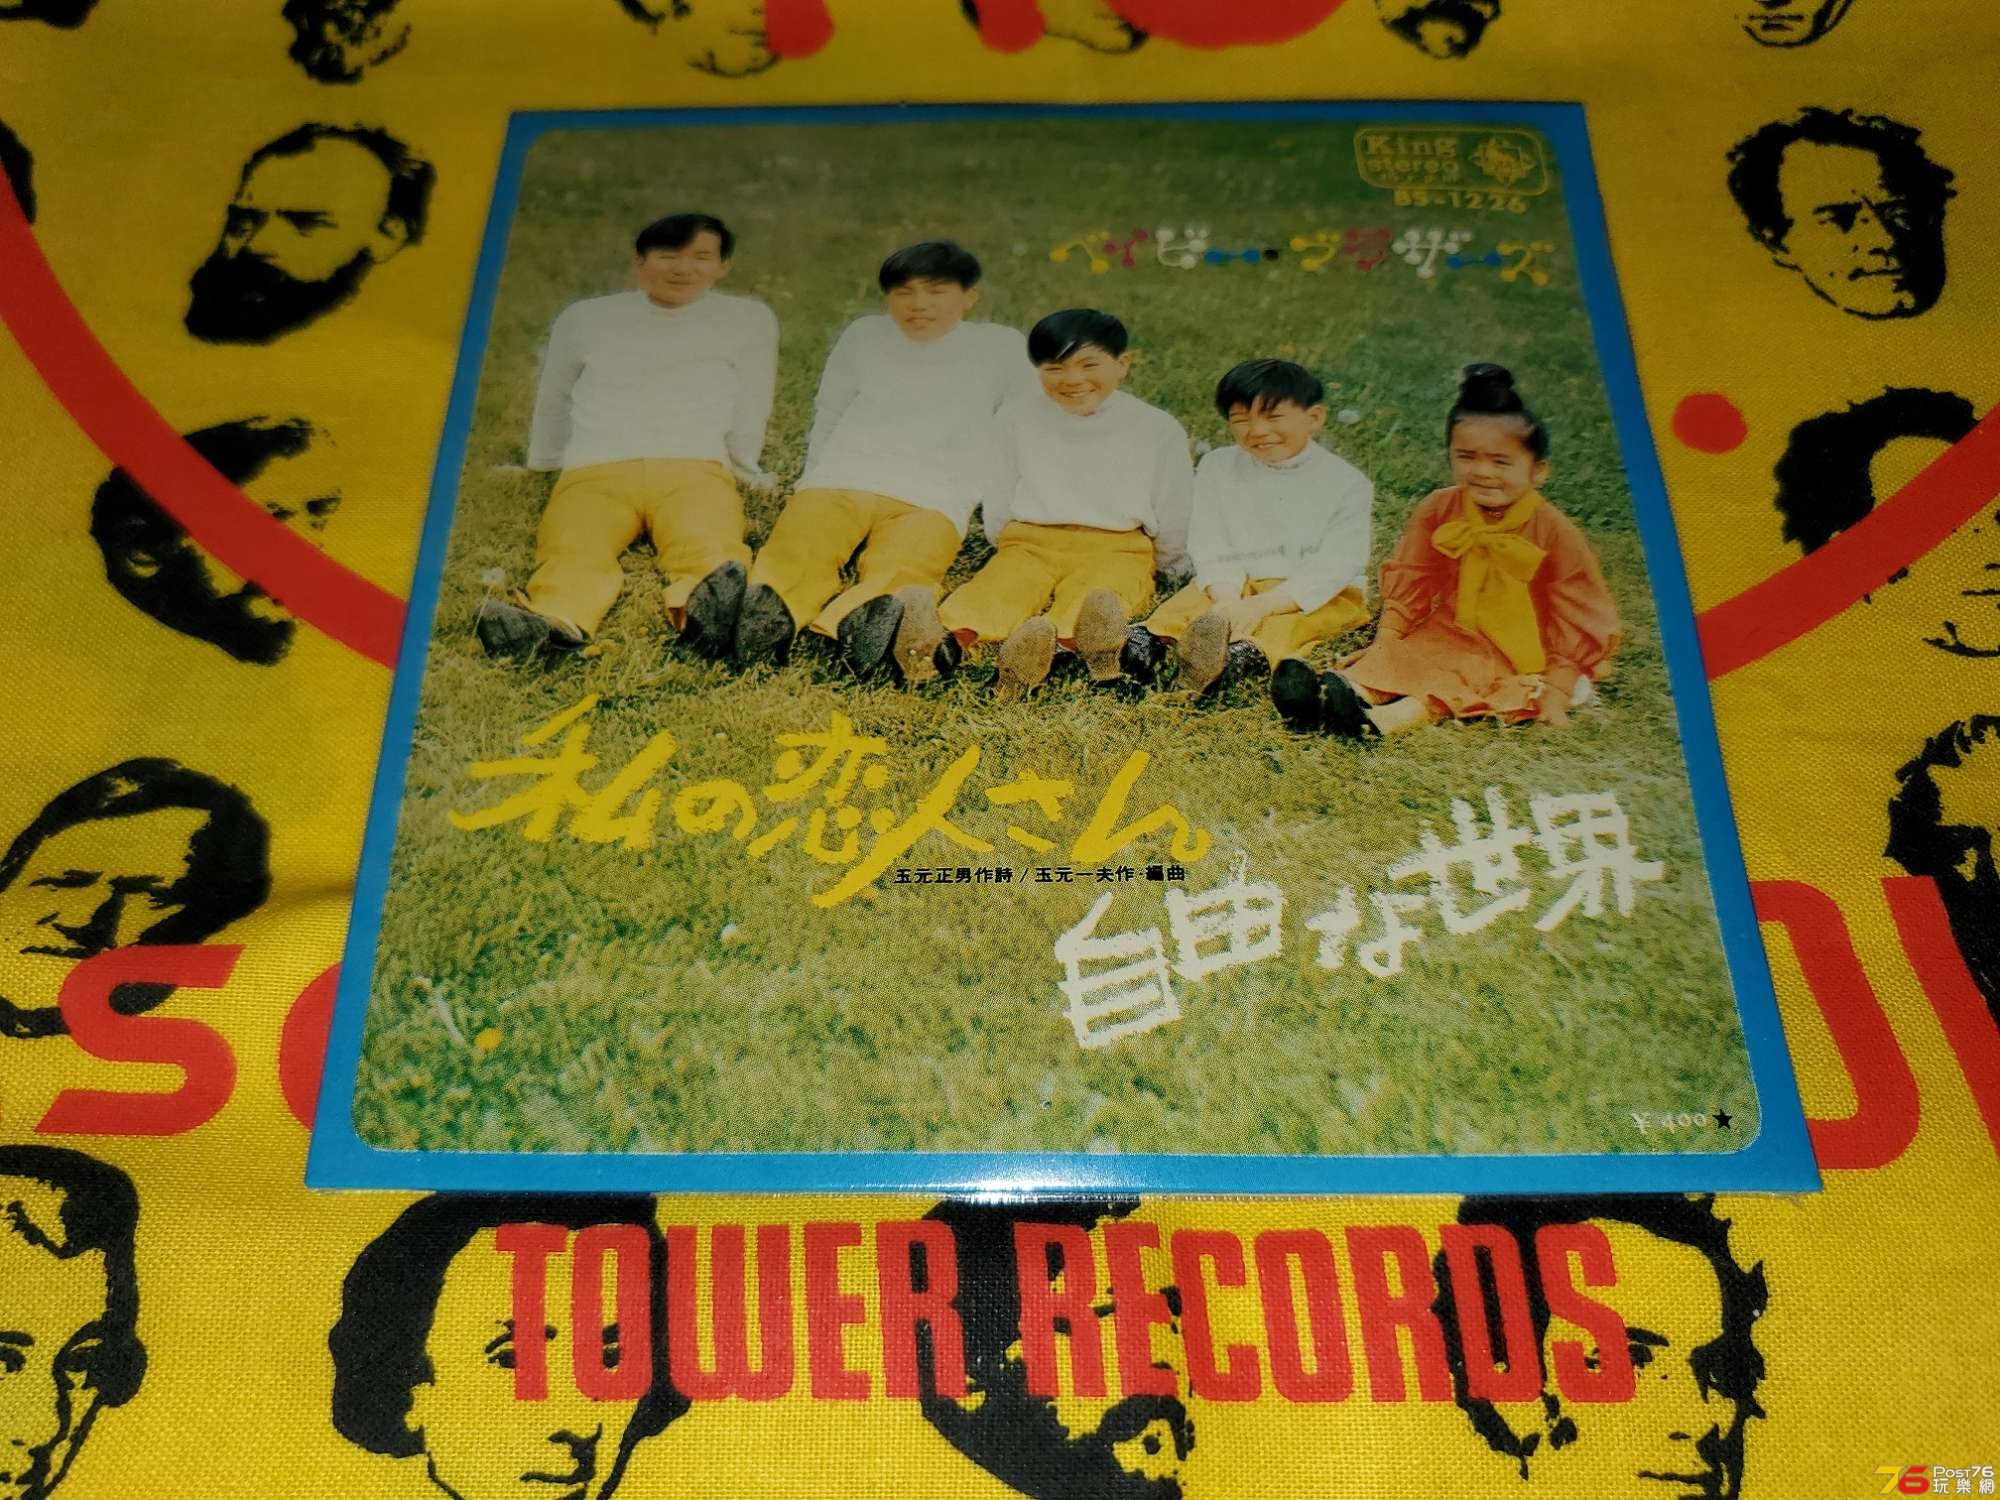 King
stereo
BS-1226
ベイビー・ブラザーズ
私の恋人さん。
玉元正男作詩/玉元一夫作・編曲
自由な世界
¥400★
TOWER RECORDS
76 Post76
玩樂網